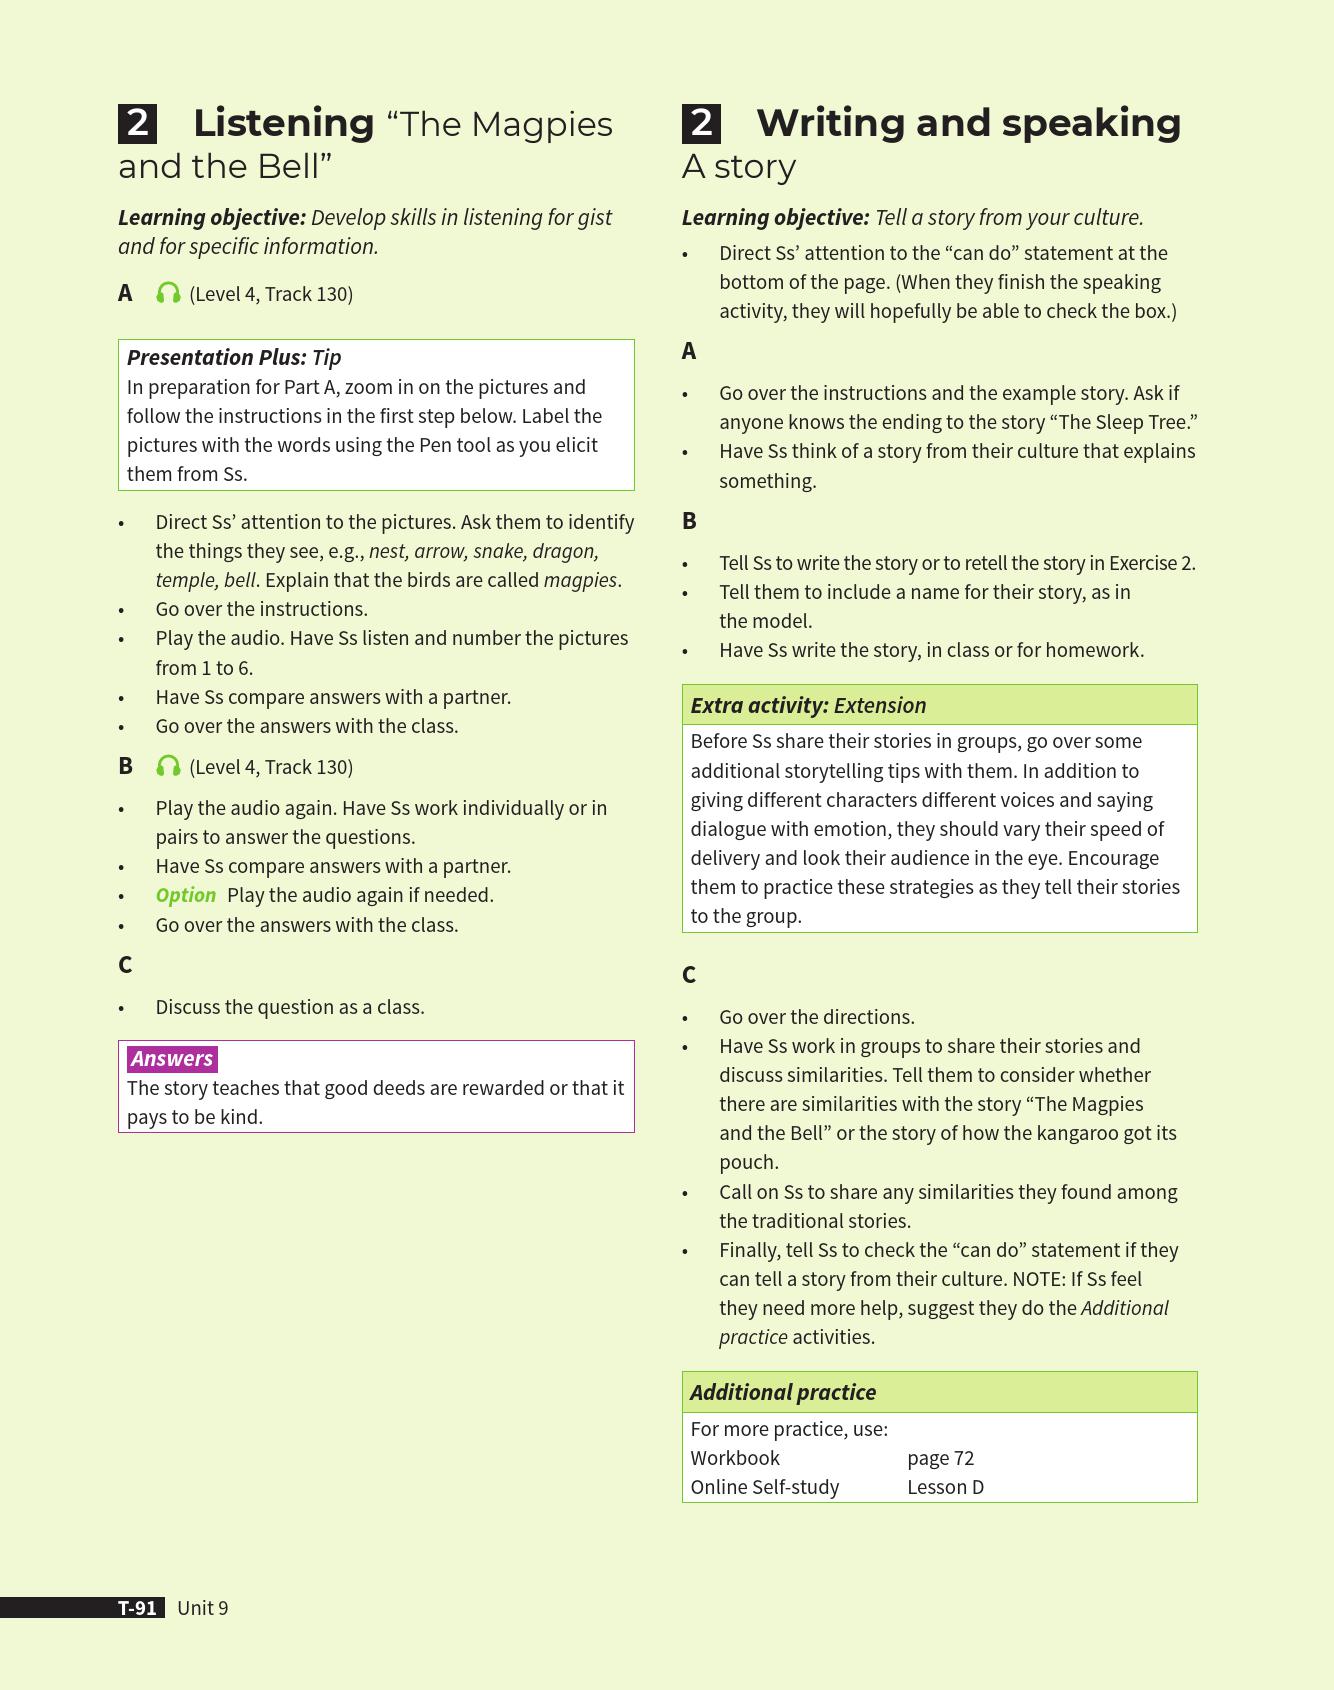 2 Listening “The Magpies
and the Bell”
Learning objective: Develop skills in listening for gist
and for specific information.
A (Level 4, Track 130)
Presentation Plus: Tip
In preparation for Part A, zoom in on the pictures and
follow the instructions in the first step below. Label the
pictures with the words using the Pen tool as you elicit
them from Ss.
• Direct Ss’ attention to the pictures. Ask them to identify
the things they see, e.g., nest, arrow, snake, dragon,
temple, bell. Explain that the birds are called magpies.
• Go over the instructions.
• Play the audio. Have Ss listen and number the pictures
from 1 to 6.
• Have Ss compare answers with a partner.
• Go over the answers with the class.
B (Level 4, Track 130)
• Play the audio again. Have Ss work individually or in
pairs to answer the questions.
• Have Ss compare answers with a partner.
• Option Play the audio again if needed.
• Go over the answers with the class.
C
• Discuss the question as a class.
Answers
The story teaches that good deeds are rewarded or that it
pays to be kind.
2 Writing and speaking
A story
Learning objective: Tell a story from your culture.
• Direct Ss’ attention to the “can do” statement at the
bottom of the page. (When they finish the speaking
activity, they will hopefully be able to check the box.)
A
• Go over the instructions and the example story. Ask if
anyone knows the ending to the story “The Sleep Tree.”
• Have Ss think of a story from their culture that explains
something.
B
• Tell Ss to write the story or to retell the story in Exercise 2.
• Tell them to include a name for their story, as in
the model.
• Have Ss write the story, in class or for homework.
Extra activity: Extension
Before Ss share their stories in groups, go over some
additional storytelling tips with them. In addition to
giving different characters different voices and saying
dialogue with emotion, they should vary their speed of
delivery and look their audience in the eye. Encourage
them to practice these strategies as they tell their stories
to the group.
C
• Go over the directions.
• Have Ss work in groups to share their stories and
discuss similarities. Tell them to consider whether
there are similarities with the story “The Magpies
and the Bell” or the story of how the kangaroo got its
pouch.
• Call on Ss to share any similarities they found among
the traditional stories.
• Finally, tell Ss to check the “can do” statement if they
can tell a story from their culture. NOTE: If Ss feel
they need more help, suggest they do the Additional
practice activities.
Additional practice
For more practice, use:
Workbook page 72
Online Self-study Lesson D
T-91 Unit 9